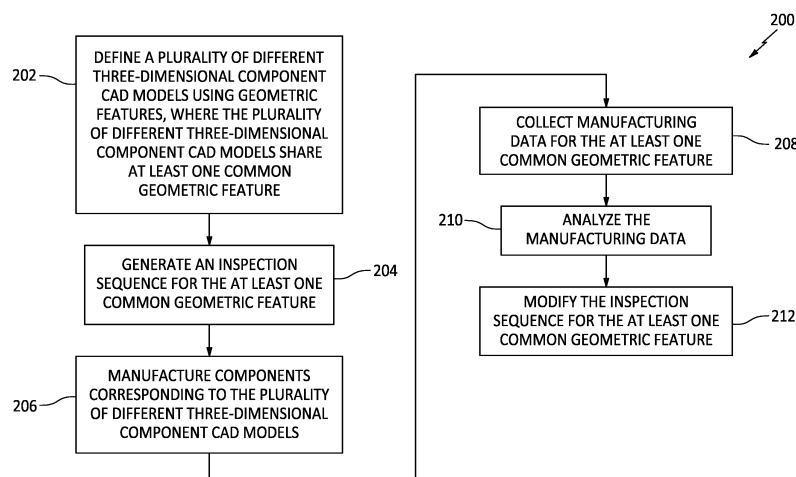 200
202
DEFINE A PLURALITY OF DIFFERENT
THREE-DIMENSIONAL COMPONENT
CAD MODELS USING GEOMETRIC
FEATURES, WHERE THE PLURALITY
OF DIFFERENT THREE-DIMENSIONAL
COMPONENT CAD MODELS SHARE
AT LEAST ONE COMMON
GEOMETRIC FEATURE
GENERATE AN INSPECTION
SEQUENCE FOR THE AT LEAST ONE
COMMON GEOMETRIC FEATURE
204
206
MANUFACTURE COMPONENTS
CORRESPONDING TO THE PLURALITY
OF DIFFERENT THREE-DIMENSIONAL
COMPONENT CAD MODELS
COLLECT MANUFACTURING
DATA FOR THE AT LEAST ONE
COMMON GEOMETRIC FEATURE
208
210
ANALYZE THE
MANUFACTURING DATA
MODIFY THE INSPECTION
SEQUENCE FOR THE AT LEAST ONE
COMMON GEOMETRIC FEATURE
212